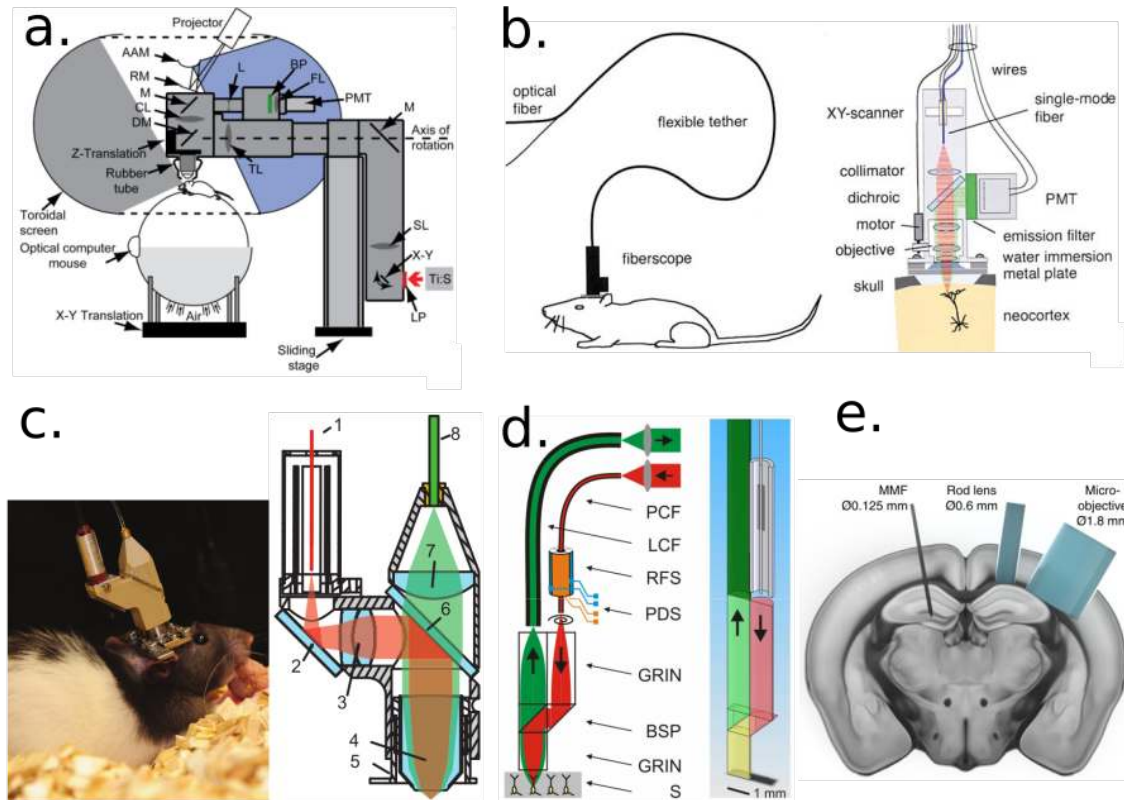 a.
Projector
AAM
RM
M
CL
DM
L
BP
FL
PMT
M
Z-Translation
TL
Axis of
rotation
Rubber
tube
Toroidal
screen
Optical computer
mouse
SL
X-Y
Ti:S
LP
X-Y Translation
Air
Sliding
stage
b.
optical
fiber
flexible tether
fiberscope
wires
XY-scanner
single-mode
fiber
collimator
dichroic
PMT
motor
emission filter
objective
water immersion
metal plate
skull
neocortex
c.
1
8
7
6
2
3
4
5
d.
PCF
LCF
RFS
PDS
GRIN
BSP
GRIN
S
1 mm
e.
MMF
Ø0.125 mm
Rod lens
Ø0.6 mm
Micro-
objective
Ø1.8 mm